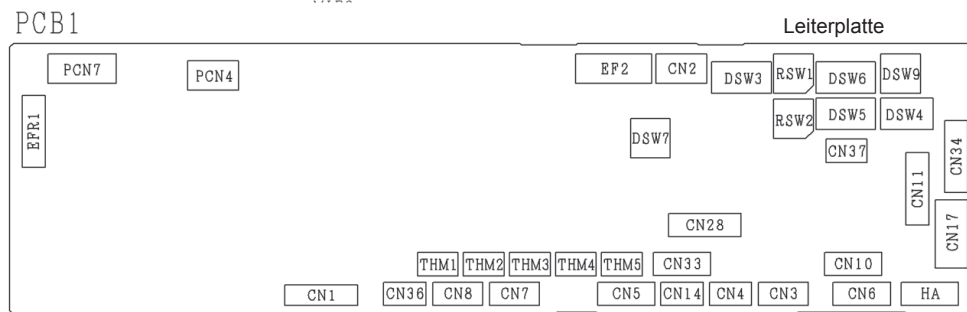 PCB1
Leiterplatte
PCN7 PCN4 EF2 CN2 DSW3 RSW1 DSW6 DSW9
EFR1 DSW7 RSW2 DSW5 DSW4
CN37 CN34
CN11
CN28 CN17
THM1 THM2 THM3 THM4 THM5 CN33 CN10
CN1 CN36 CN8 CN7 CN5 CN14 CN4 CN3 CN6 HA